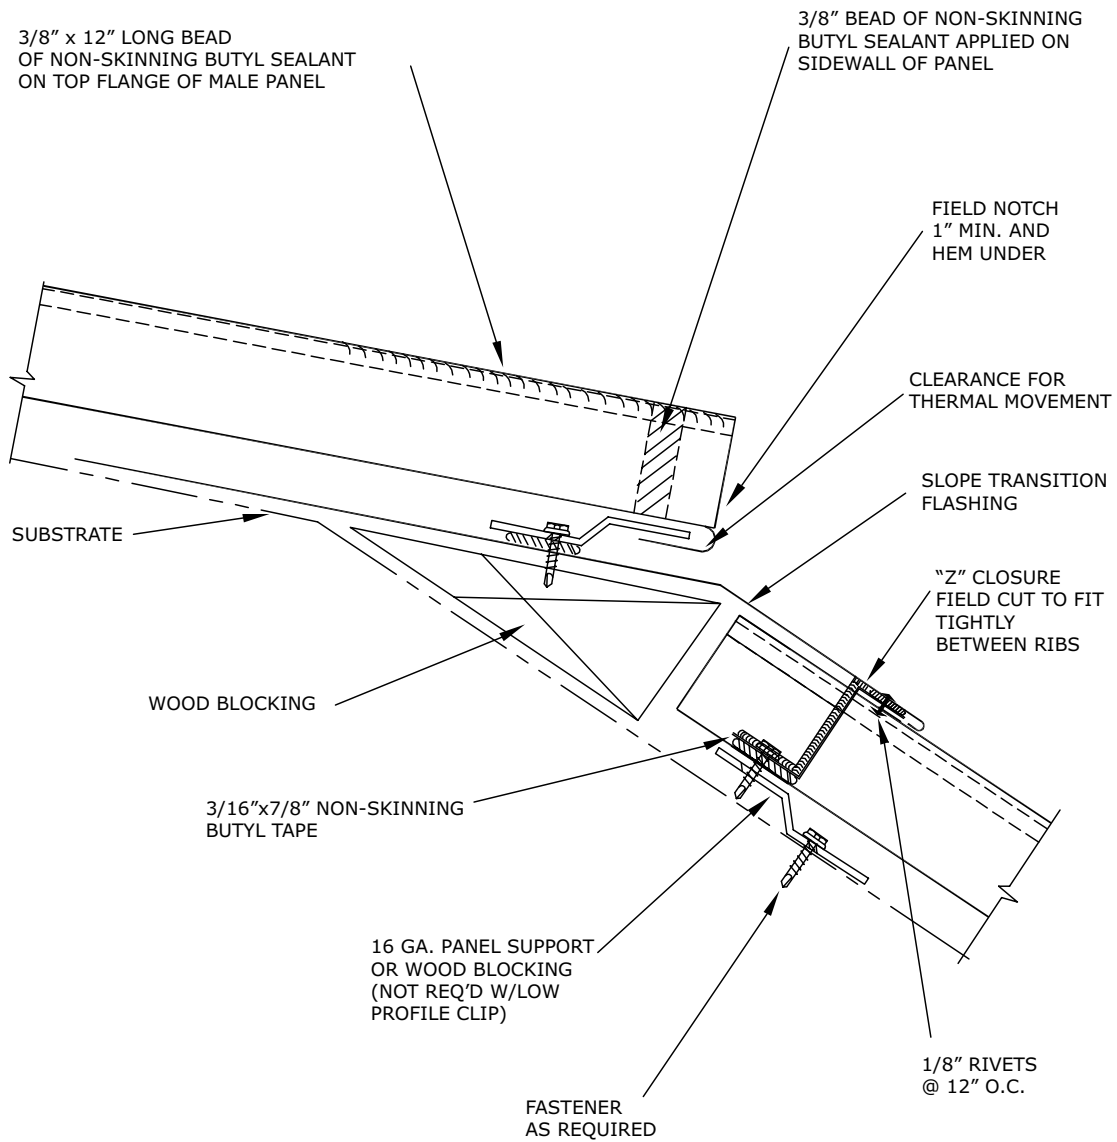 3/8” x 12” LONG BEAD
OF NON-SKINNING BUTYL SEALANT
ON TOP FLANGE OF MALE PANEL
3/8” BEAD OF NON-SKINNING
BUTYL SEALANT APPLIED ON
SIDEWALL OF PANEL
FIELD NOTCH
1” MIN. AND
HEM UNDER
CLEARANCE FOR
THERMAL MOVEMENT
SLOPE TRANSITION
FLASHING
SUBSTRATE
“Z” CLOSURE
FIELD CUT TO FIT
TIGHTLY
BETWEEN RIBS
WOOD BLOCKING
3/16”x7/8” NON-SKINNING
BUTYL TAPE
16 GA. PANEL SUPPORT
OR WOOD BLOCKING
(NOT REQ’D W/LOW
PROFILE CLIP)
1/8” RIVETS
@ 12” O.C.
FASTENER
AS REQUIRED